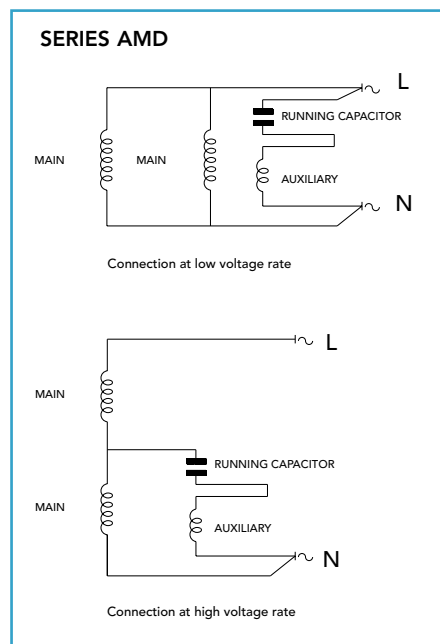 SERIES AMD
L
RUNNING CAPACITOR
MAIN MAIN
AUXILIARY
N
Connection at low voltage rate
L
MAIN
RUNNING CAPACITOR
MAIN
AUXILIARY
N
Connection at high voltage rate